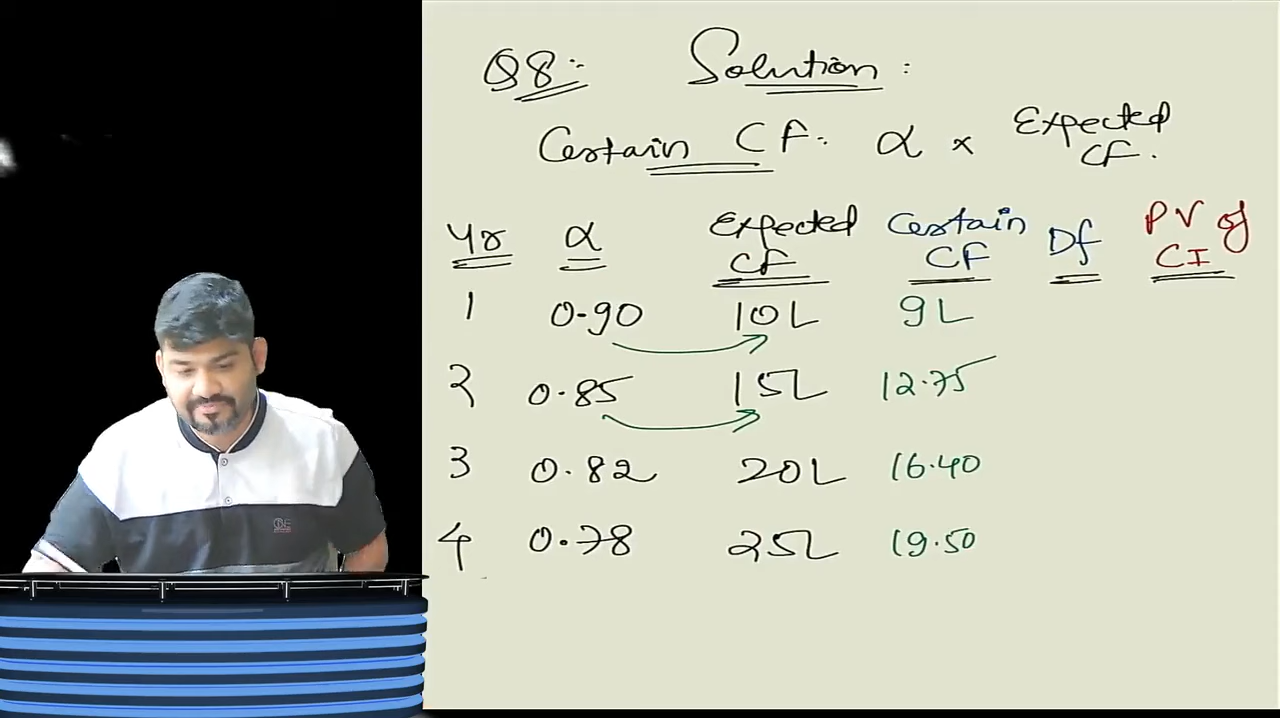 Q8:- Solution:
Certain CF:- α × Expected CF.
Yr α Expected CF Certain CF Df PV of CI
1 0.90 10L 9L
2 0.85 15L 12.75
3 0.82 20L 16.40
4 0.78 25L 19.50